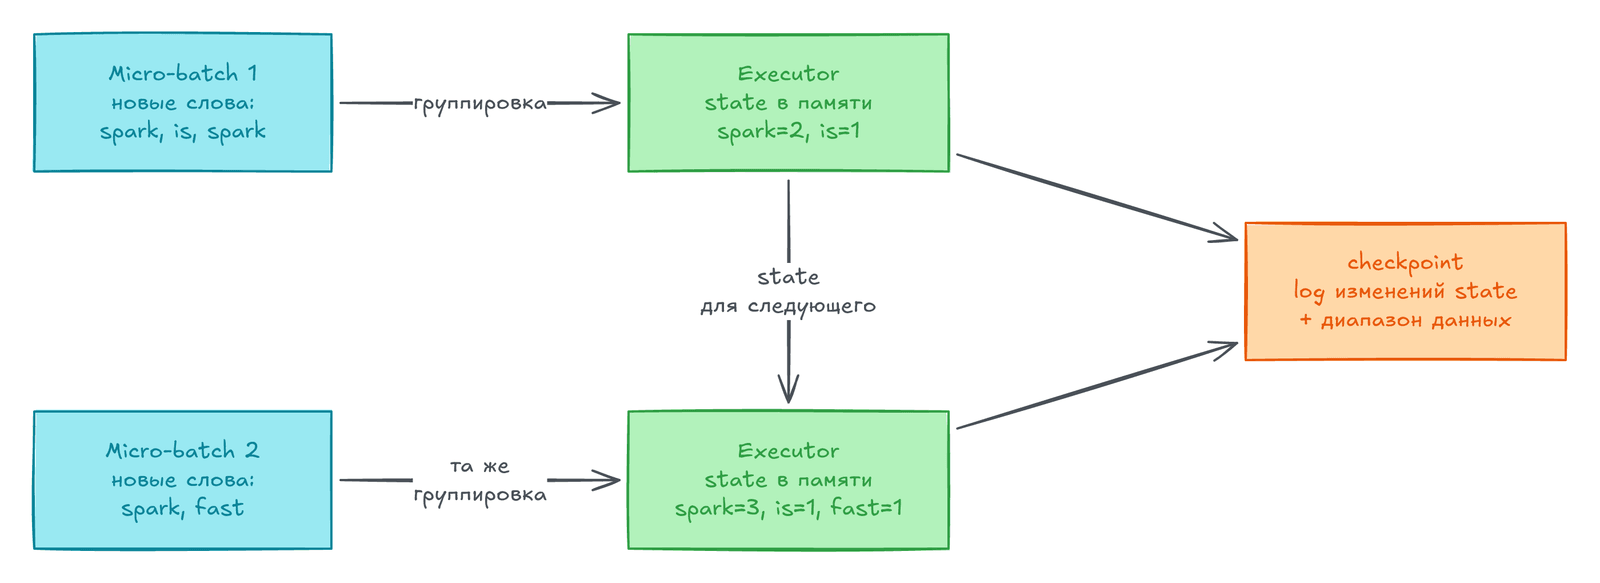 Micro-batch 1
новые слова:
spark, is, spark
группировка
Executor
state в памяти
spark=2, is=1
state
для следующего
checkpoint
log изменений state
+ диапазон данных
Micro-batch 2
новые слова:
spark, fast
та же
группировка
Executor
state в памяти
spark=3, is=1, fast=1